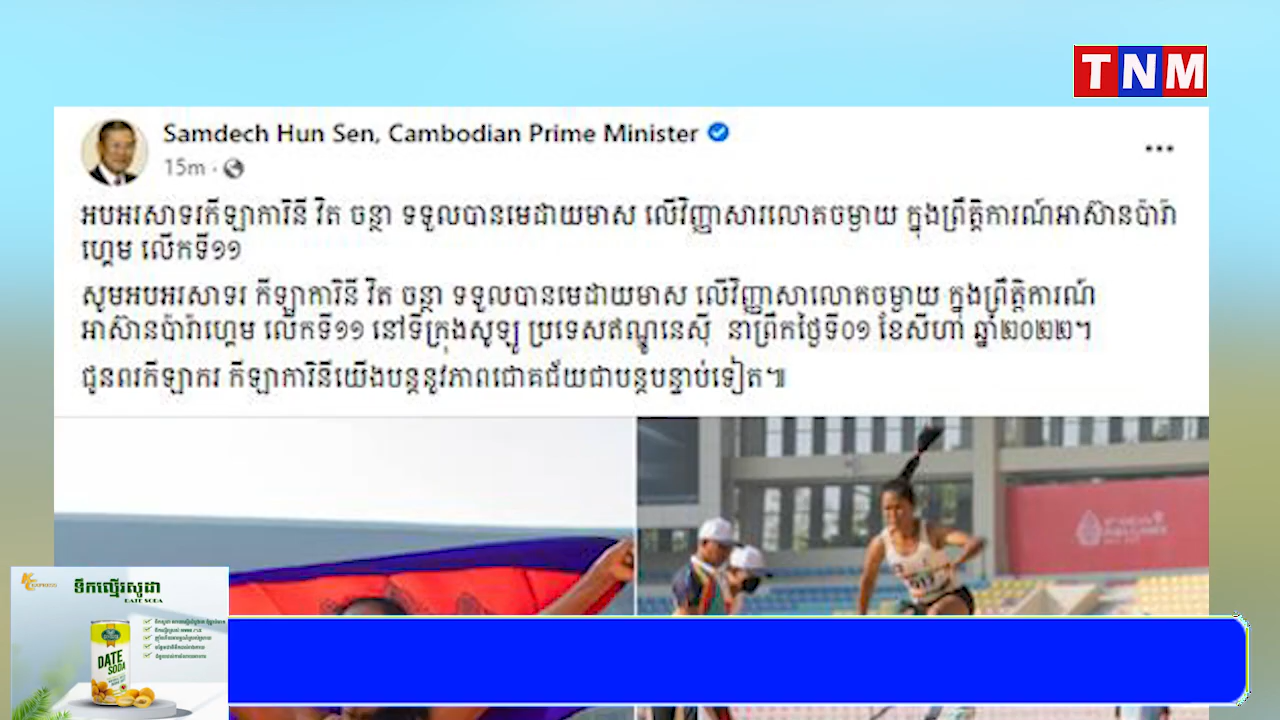 TNM
Samdech Hun Sen, Cambodian Prime Minister
15m
អបអរសាទរកីឡាការិនី វិត ចន្ថា ទទួលបានមេដាយមាស លើវិញ្ញាសារលោតចម្ងាយ ក្នុងព្រឹត្តិការណ៍អាស៊ានប៉ារ៉ា
ហ្គេម លើកទី១១
សូមអបអរសាទរ កីឡាការិនី វិត ចន្ថា ទទួលបានមេដាយមាស លើវិញ្ញាសាលោតចម្ងាយ ក្នុងព្រឹត្តិការណ៍
អាស៊ានប៉ារ៉ាហ្គេម លើកទី១១ នៅទីក្រុងសូឡូ ប្រទេសឥណ្ឌូនេស៊ី នាព្រឹកថ្ងៃទី០១ ខែសីហា ឆ្នាំ២០២២។
ជូនពរកីឡាករ កីឡាការិនីយើងបន្តនូវភាពជោគជ័យជាបន្តបន្ទាប់ទៀត៕
EXPRESS
ទឹកល្មើរសូដា
DATE SODA
DATE
SODA